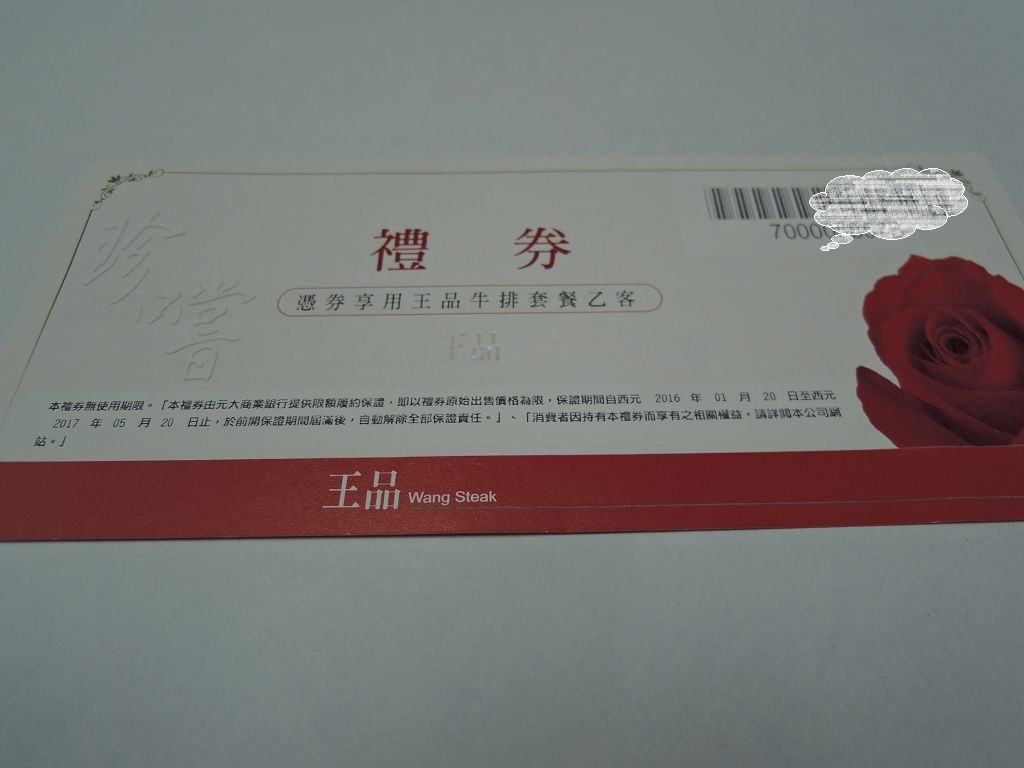 珍嚐
禮 券
憑券享用王品牛排套餐乙客
王品
本禮券無使用期限。「本禮券由元大商業銀行提供限額履約保證，即以禮券原始出售價格為限，保證期間自西元 2016 年 01 月 20 日至西元
2017 年 05 月 20 日止，於前開保證期間屆滿後，自動解除全部保證責任。」、「消費者因持有本禮券而享有之相關權益，請詳閱本公司網
站。」
王品 Wang Steak